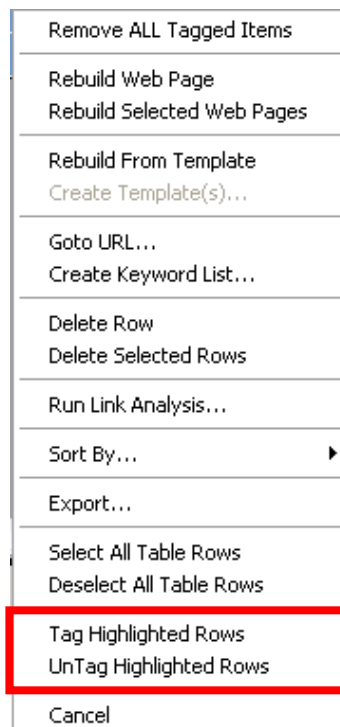 Remove ALL Tagged Items
Rebuild Web Page
Rebuild Selected Web Pages
Rebuild From Template
Create Template(s)...
Goto URL...
Create Keyword List...
Delete Row
Delete Selected Rows
Run Link Analysis...
Sort By...
Export...
Select All Table Rows
Deselect All Table Rows
Tag Highlighted Rows
UnTag Highlighted Rows
Cancel